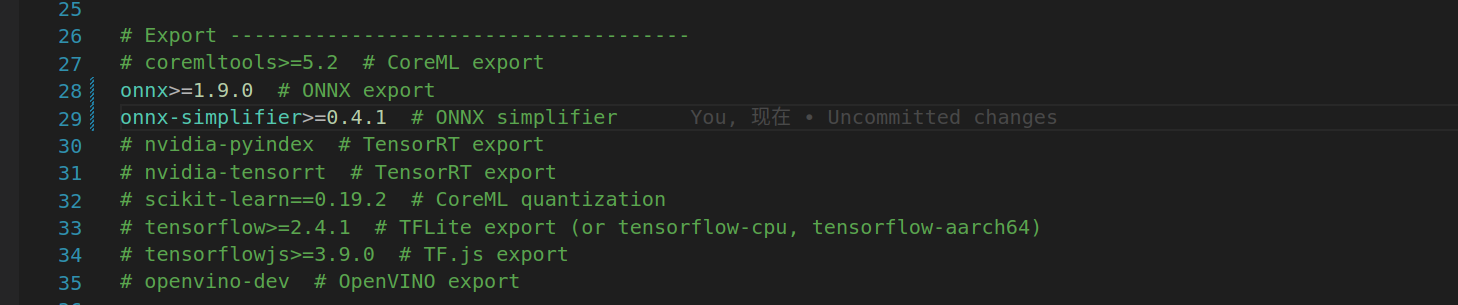 25
26 # Export --------------------------------------
27 # coremltools>=5.2  # CoreML export
28 onnx>=1.9.0  # ONNX export
29 onnx-simplifier>=0.4.1  # ONNX simplifier You, 现在 • Uncommitted changes
30 # nvidia-pyindex  # TensorRT export
31 # nvidia-tensorrt  # TensorRT export
32 # scikit-learn==0.19.2  # CoreML quantization
33 # tensorflow>=2.4.1  # TFLite export (or tensorflow-cpu, tensorflow-aarch64)
34 # tensorflowjs>=3.9.0  # TF.js export
35 # openvino-dev  # OpenVINO export